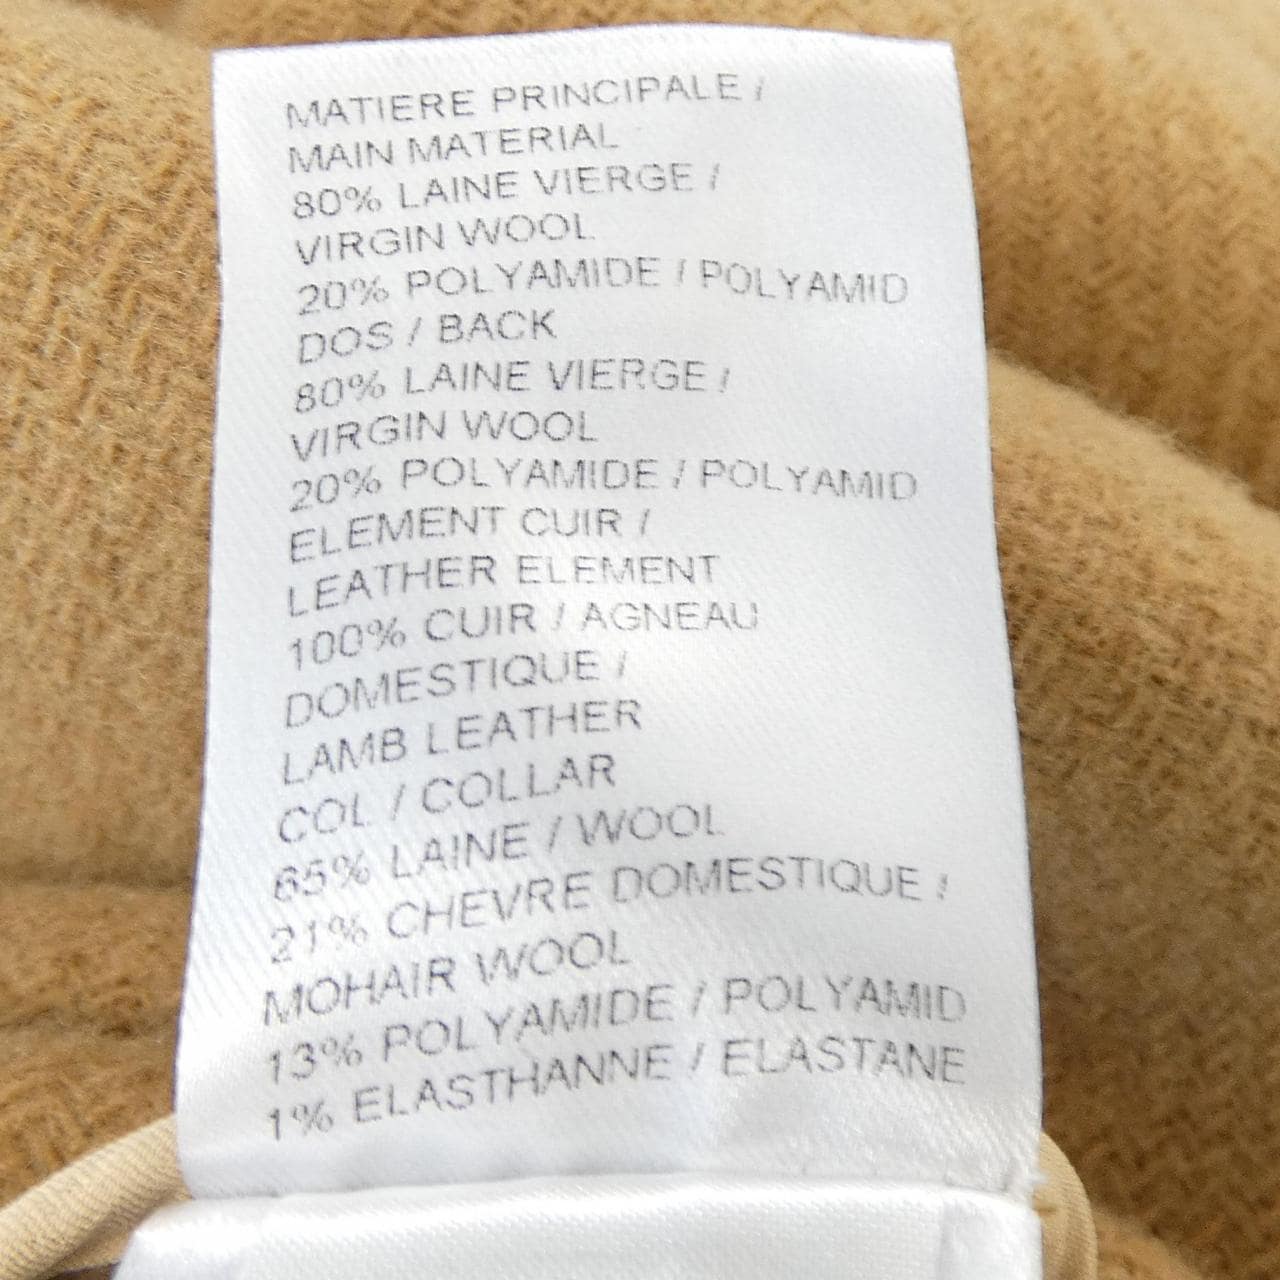 MATIERE PRINCIPALE /
MAIN MATERIAL
80% LAINE VIERGE /
VIRGIN WOOL
20% POLYAMIDE / POLYAMID
DOS / BACK
80% LAINE VIERGE /
VIRGIN WOOL
20% POLYAMIDE / POLYAMID
ELEMENT CUIR /
LEATHER ELEMENT
100% CUIR / AGNEAU
DOMESTIQUE /
LAMB LEATHER
COL / COLLAR
65% LAINE / WOOL
21% CHEVRE DOMESTIQUE /
MOHAIR WOOL
13% POLYAMIDE / POLYAMID
1% ELASTHANNE / ELASTANE